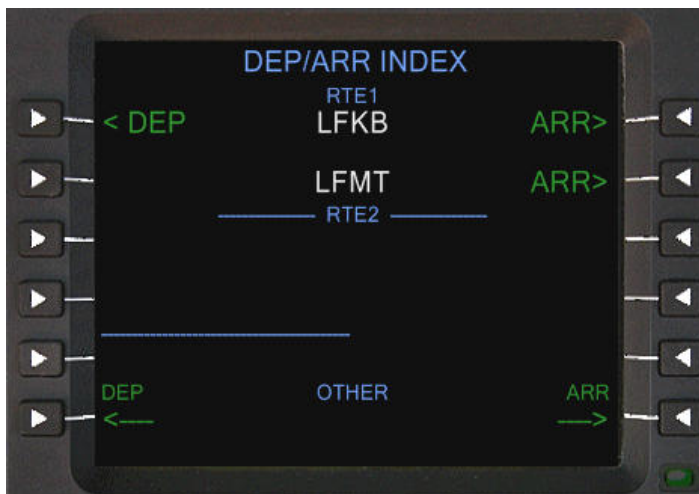 DEP/ARR INDEX
RTE1
< DEP LFKB ARR>
LFMT ARR>
---------- RTE2 ----------
--------------------------
DEP OTHER ARR
<---- ---->